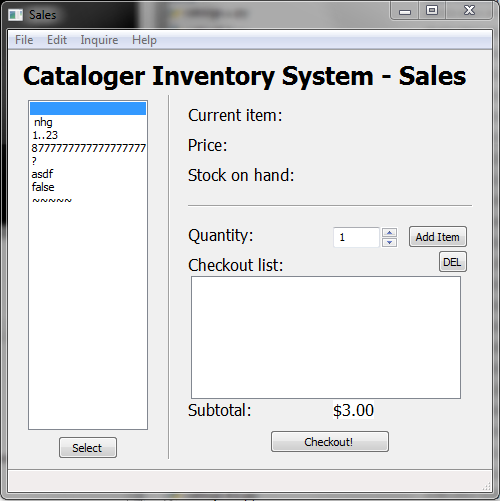 Sales
File Edit Inquire Help
Cataloger Inventory System - Sales
nhg
1..23
8777777777777777777
?
asdf
false
~~~~~
Select
Current item:
Price:
Stock on hand:
Quantity: 1 Add Item
Checkout list: DEL
Subtotal: $3.00
Checkout!